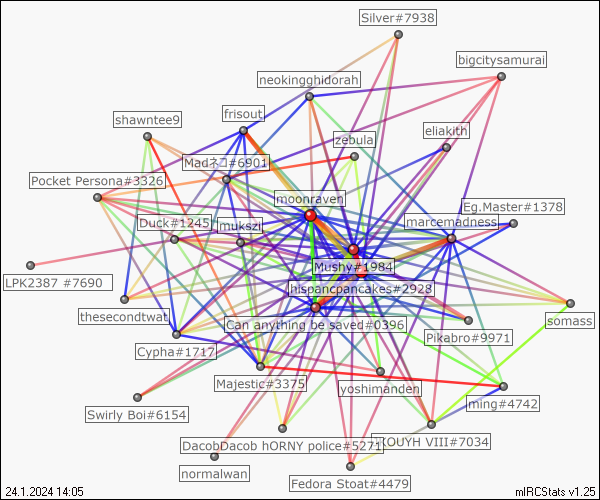 Silver#7938
bigcitysamurai
neokingghidorah
shawntee9
frisout
zebula
eliakith
Madネコ#6901
Pocket Persona#3326
moonraven
Eg.Master#1378
Duck#1245
mukszi
marcemadness
Mushy#1984
LPK2387 #7690
hispancpancakes#2928
thesecondtwat
somass
Can anything be saved#0396
Pikabro#9971
Cypha#1717
Majestic#3375
yoshimanden
ming#4742
Swirly Boi#6154
DacobDacob hORNY police#5271
KOUYH VIII#7034
normalwan
Fedora Stoat#4479
24.1.2024 14:05
mIRCStats v1.25